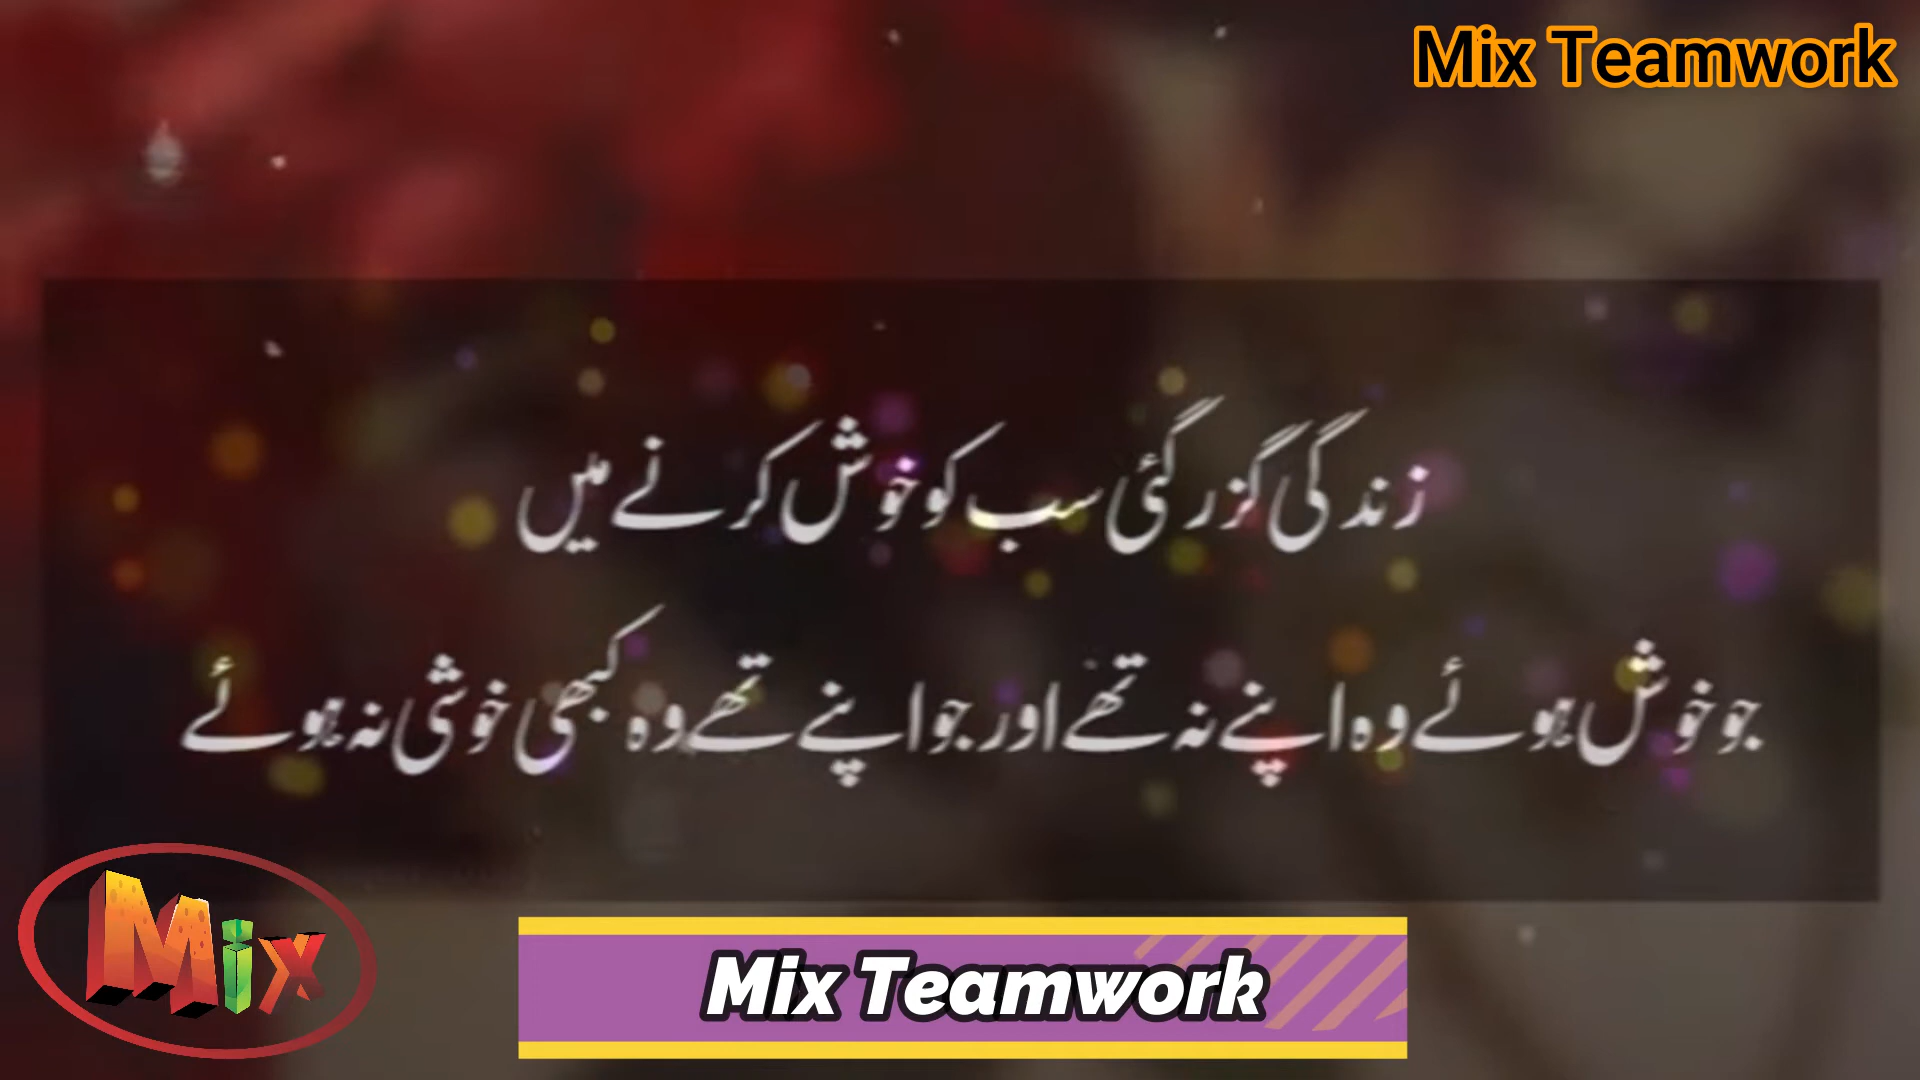 Mix Teamwork
زندگی گزر گئی سب کو خوش کرنے میں
جو خوش ہوئے وہ اپنے نہ تھے اور جو اپنے تھے وہ کبھی خوشی نہ ہوئے
Mix
Mix Teamwork